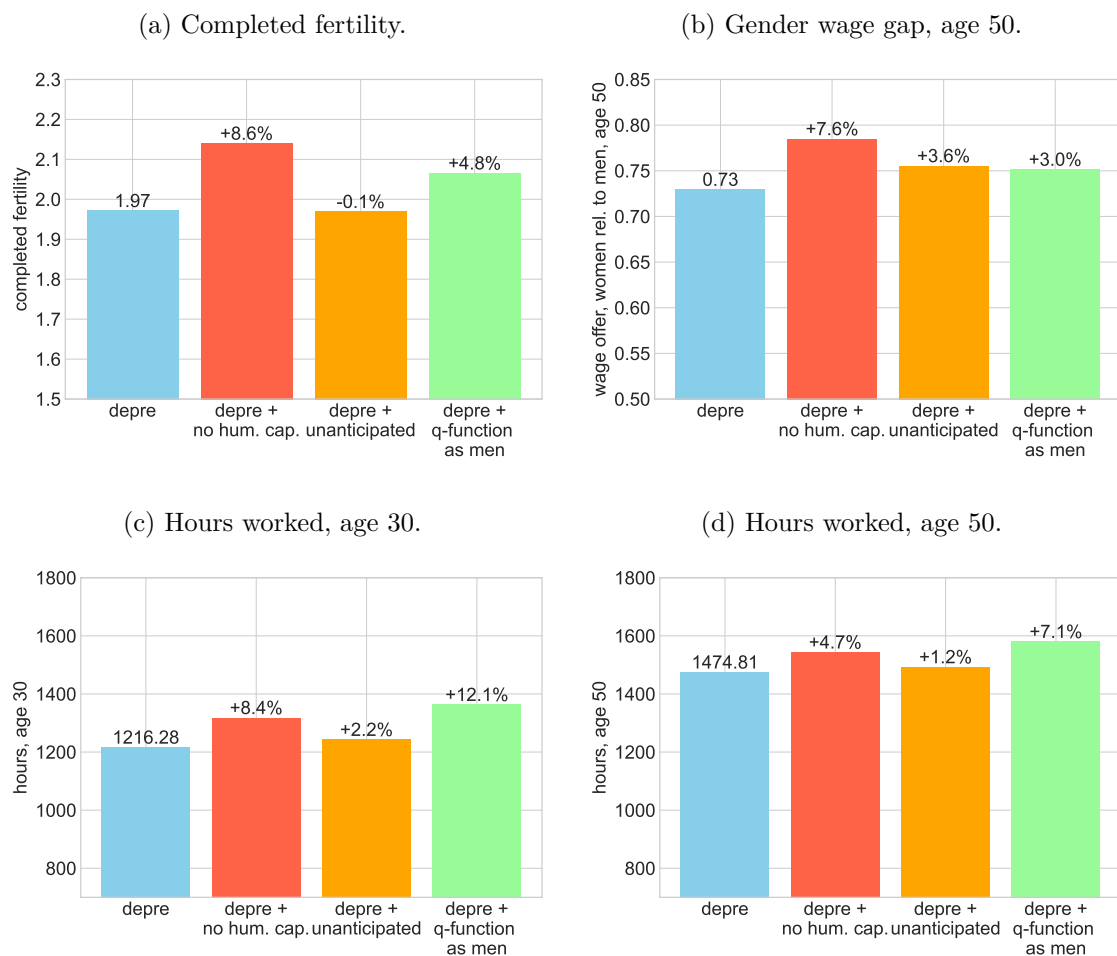 (a) Completed fertility.
2.3
2.2
2.1
2.0
1.9
1.8
1.7
1.6
1.5
completed fertility
1.97
+8.6%
-0.1%
+4.8%
depre
depre +
no hum. cap.
depre +
unanticipated
depre +
q-function
as men
(b) Gender wage gap, age 50.
0.85
0.80
0.75
0.70
0.65
0.60
0.55
0.50
wage offer, women rel. to men, age 50
0.73
+7.6%
+3.6%
+3.0%
depre
depre +
no hum. cap.
depre +
unanticipated
depre +
q-function
as men
(c) Hours worked, age 30.
1800
1600
1400
1200
1000
800
hours, age 30
1216.28
+8.4%
+2.2%
+12.1%
depre
depre +
no hum. cap.
depre +
unanticipated
depre +
q-function
as men
(d) Hours worked, age 50.
1800
1600
1400
1200
1000
800
hours, age 50
1474.81
+4.7%
+1.2%
+7.1%
depre
depre +
no hum. cap.
depre +
unanticipated
depre +
q-function
as men